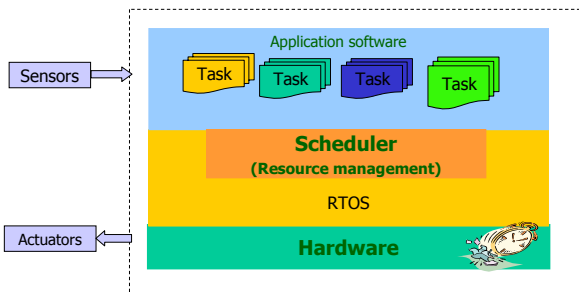 Application software
Sensors
Task
Task
Task
Task
Scheduler
(Resource management)
RTOS
Actuators
Hardware